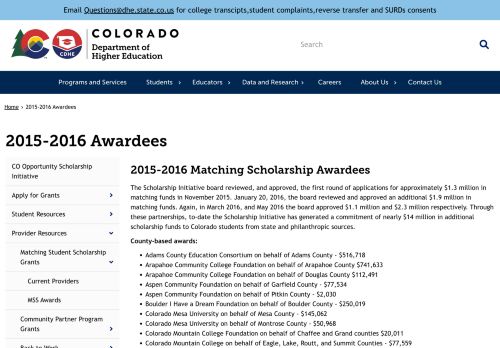 Email Questions@dhe.state.co.us for college transcipts,student complaints,reverse transfer and SURDs consents
CDHE
COLORADO
Department of
Higher Education
Search
Programs and Services
Students
Educators
Data and Research
Careers
About Us
Contact Us
Home > 2015-2016 Awardees
2015-2016 Awardees
CO Opportunity Scholarship
Initiative
Apply for Grants
Student Resources
Provider Resources
Matching Student Scholarship
Grants
Current Providers
MSS Awards
Community Partner Program
Grants
Back to Work
2015-2016 Matching Scholarship Awardees
The Scholarship Initiative board reviewed, and approved, the first round of applications for approximately $1.3 million in
matching funds in November 2015. January 20, 2016, the board reviewed and approved an additional $1.9 million in
matching funds. Again, in March 2016, and May 2016 the board approved $1.1 million and $2.3 million respectively. Through
these partnerships, to-date the Scholarship Initiative has generated a commitment of nearly $14 million in additional
scholarship funds to Colorado students from state and philanthropic sources.
County-based awards:
• Adams County Education Consortium on behalf of Adams County - $516,718
• Arapahoe Community College Foundation on behalf of Arapahoe County $741,633
• Arapahoe Community College Foundation on behalf of Douglas County $112,491
• Aspen Community Foundation on behalf of Garfield County - $77,534
• Aspen Community Foundation on behalf of Pitkin County - $2,030
• Boulder I Have a Dream Foundation on behalf of Boulder County - $250,019
• Colorado Mesa University on behalf of Mesa County - $145,062
• Colorado Mesa University on behalf of Montrose County - $50,968
• Colorado Mountain College Foundation on behalf of Chaffee and Grand counties $20,011
• Colorado Mountain College on behalf of Eagle, Lake, Routt, and Summit Counties - $77,559